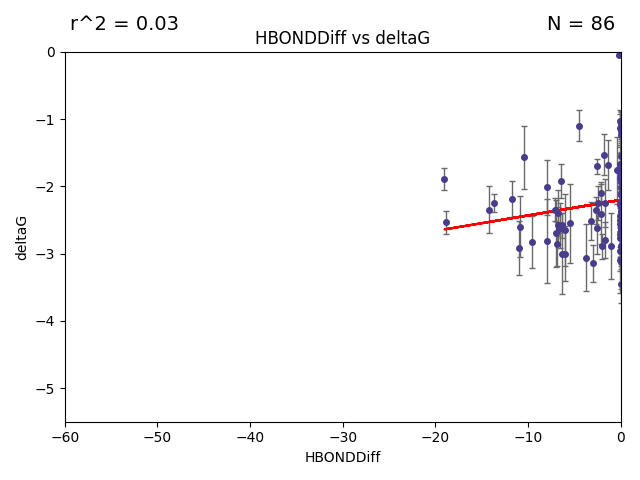 r^2 = 0.03
N = 86
HBONDDiff vs deltaG
deltaG
0
−1
−2
−3
−4
−5
−60
−50
−40
−30
−20
−10
0
HBONDDiff